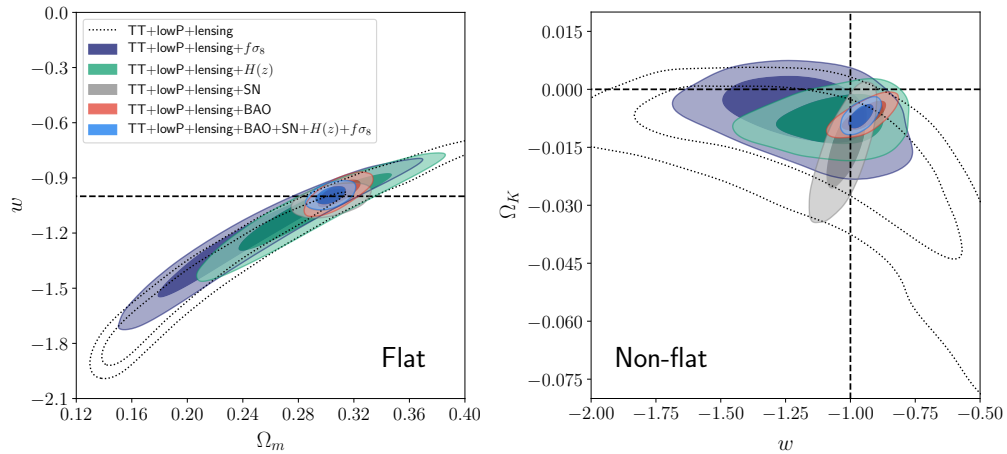 0.0
−0.3
−0.6
−0.9
−1.2
−1.5
−1.8
−2.1
w
TT+lowP+lensing
TT+lowP+lensing+fσ₈
TT+lowP+lensing+H(z)
TT+lowP+lensing+SN
TT+lowP+lensing+BAO
TT+lowP+lensing+BAO+SN+H(z)+fσ₈
Flat
0.12 0.16 0.20 0.24 0.28 0.32 0.36 0.40
Ωₘ
0.015
0.000
−0.015
−0.030
−0.045
−0.060
−0.075
Ω_K
Non-flat
−2.00 −1.75 −1.50 −1.25 −1.00 −0.75 −0.50
w